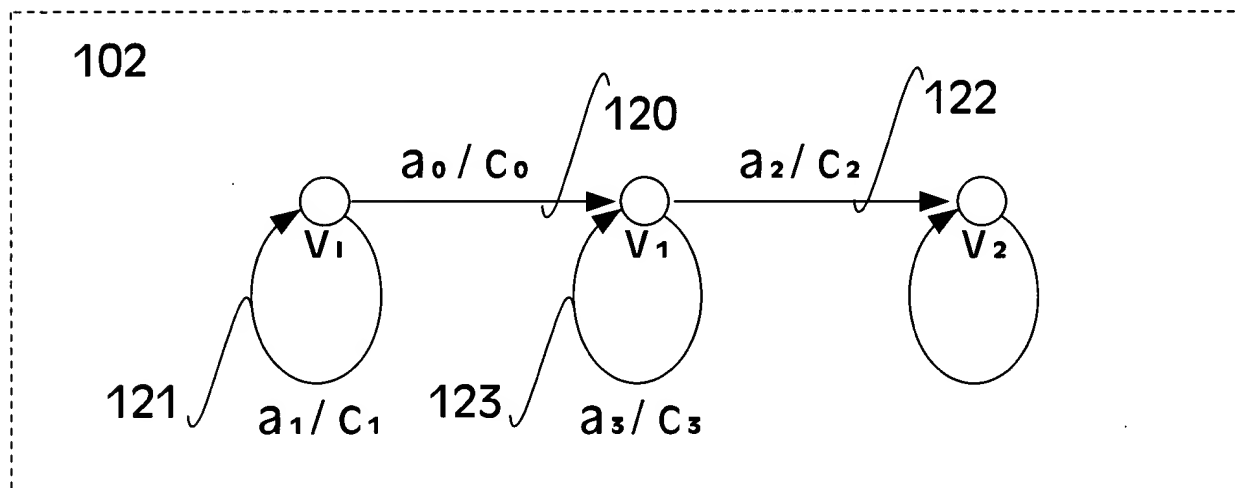 102
120
122
a₀ / c₀
a₂ / c₂
V₁
V₁
V₂
121
a₁ / c₁
123
a₃ / c₃